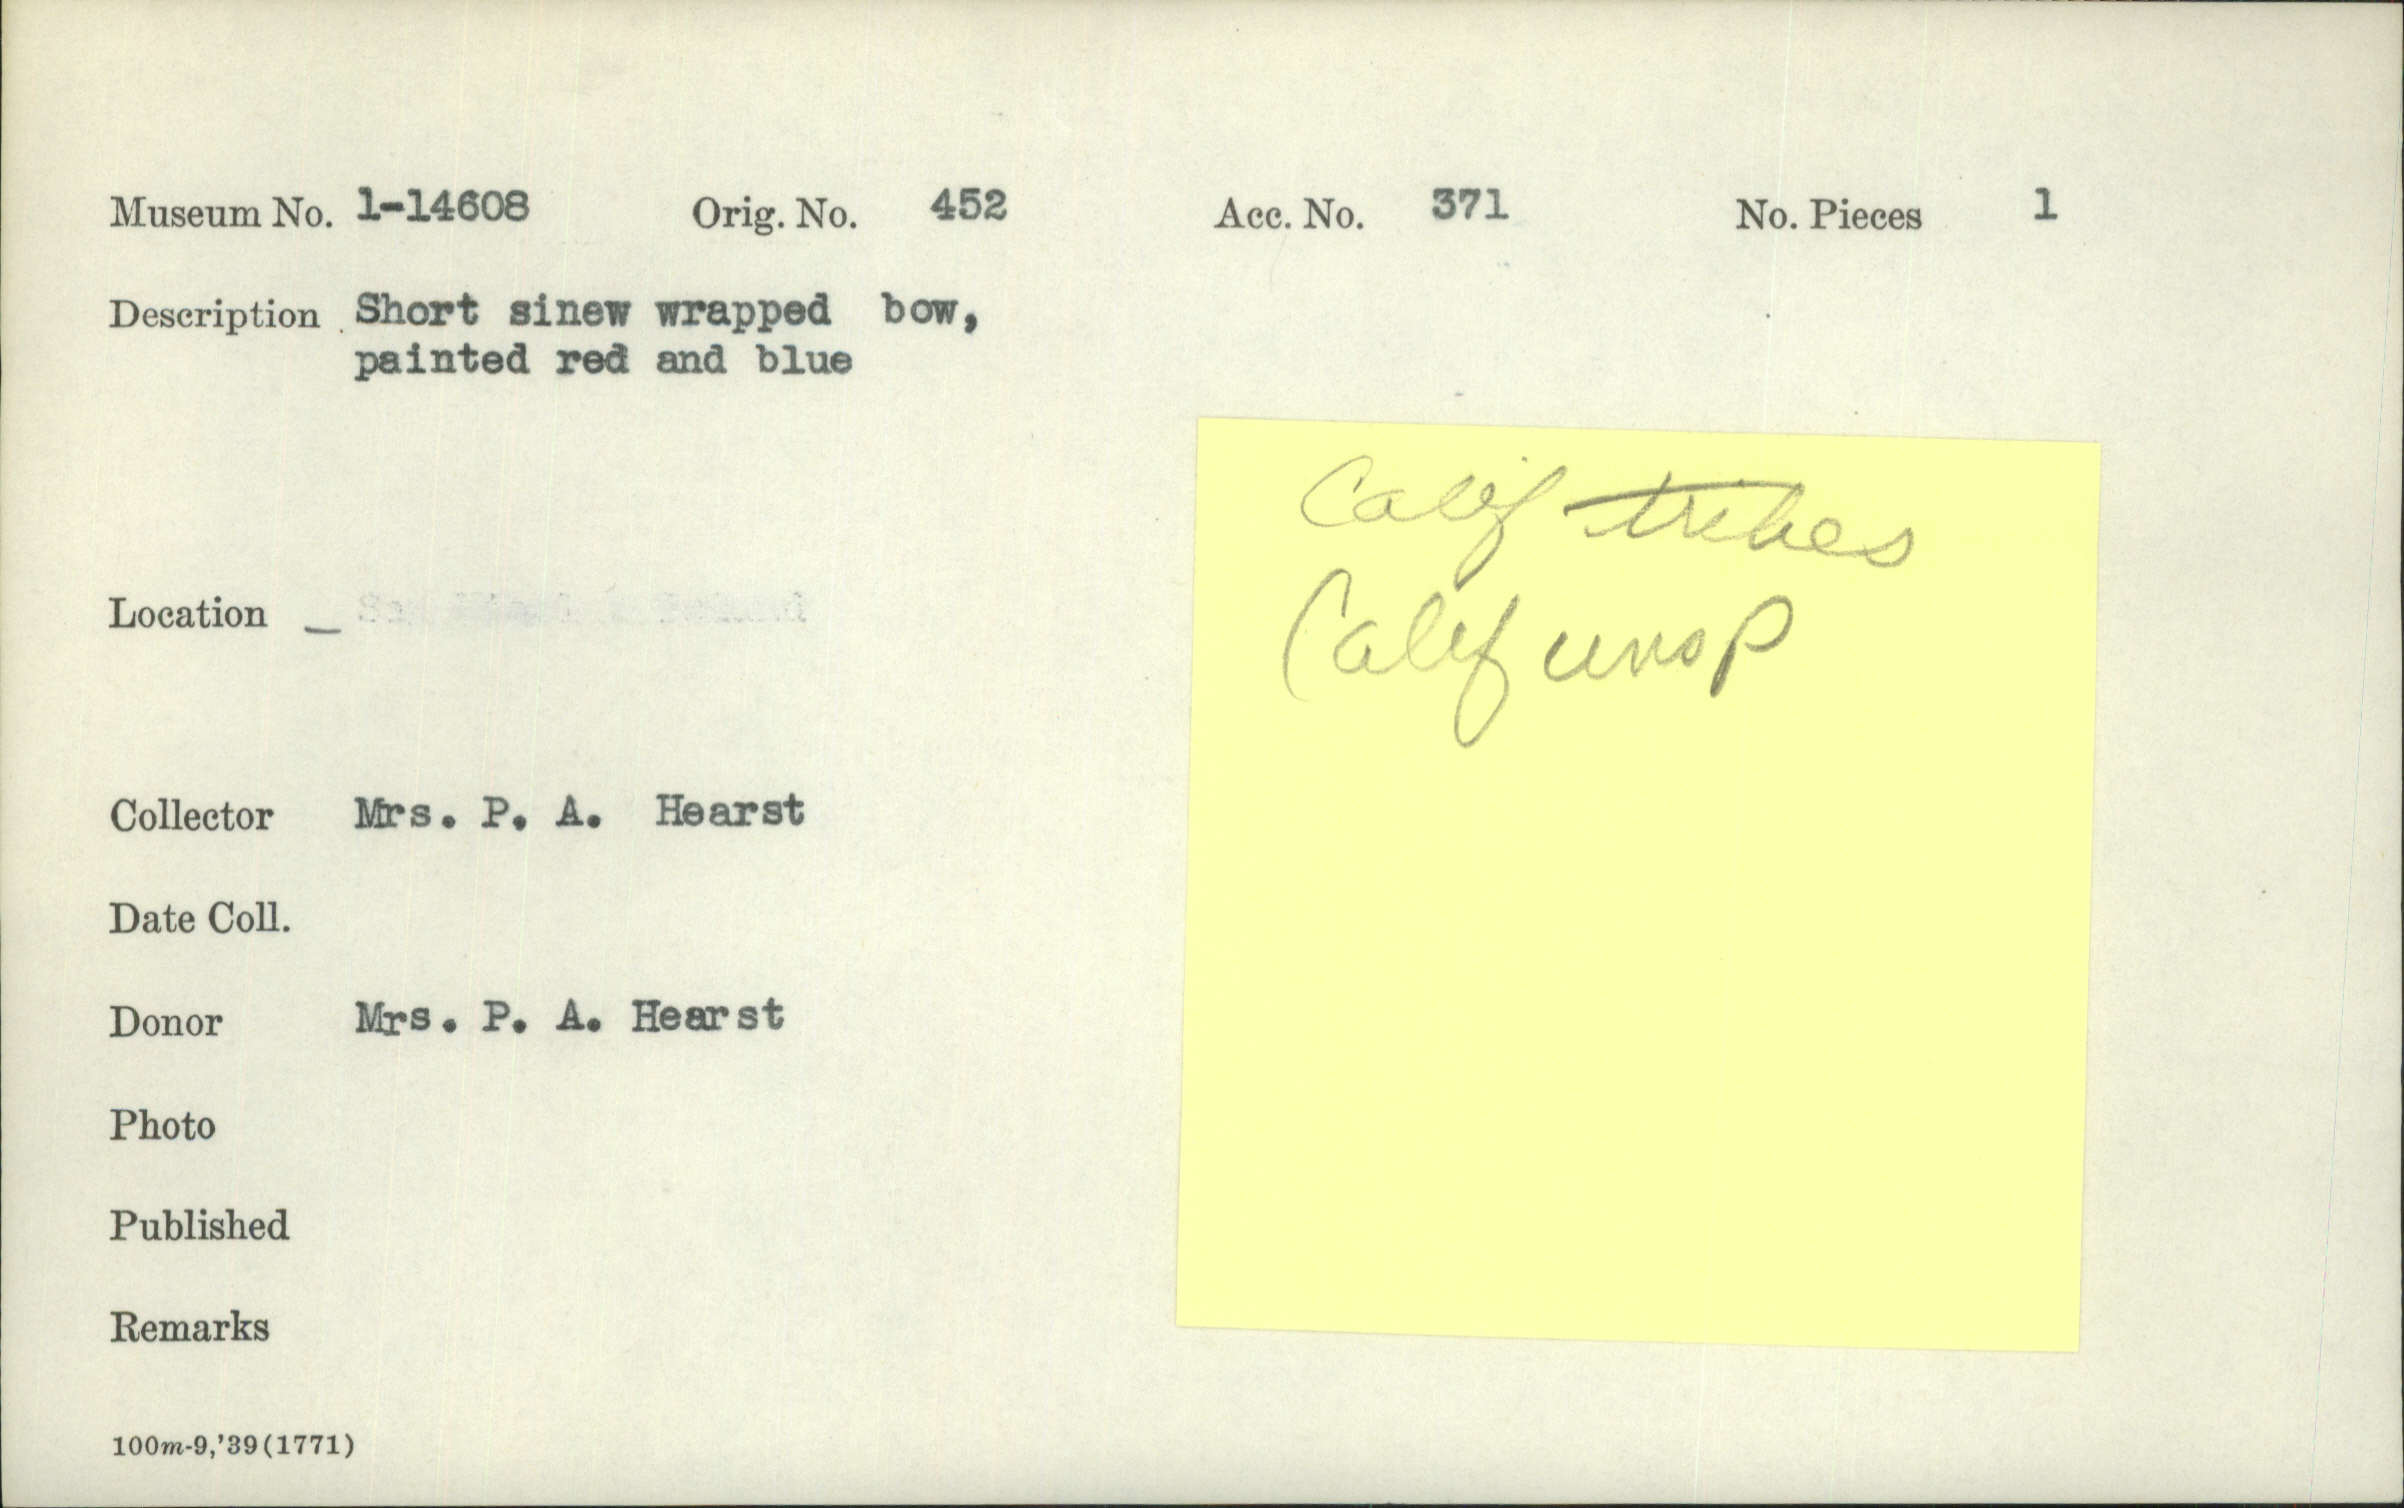 Museum No. 1-14608 Orig. No. 452 Acc. No. 371 No. Pieces 1
Description Short sinew wrapped bow,
painted red and blue
Calif tribes
Calif unsp
Location —
Collector Mrs. P. A. Hearst
Date Coll.
Donor Mrs. P. A. Hearst
Photo
Published
Remarks
100m-9,'39(1771)